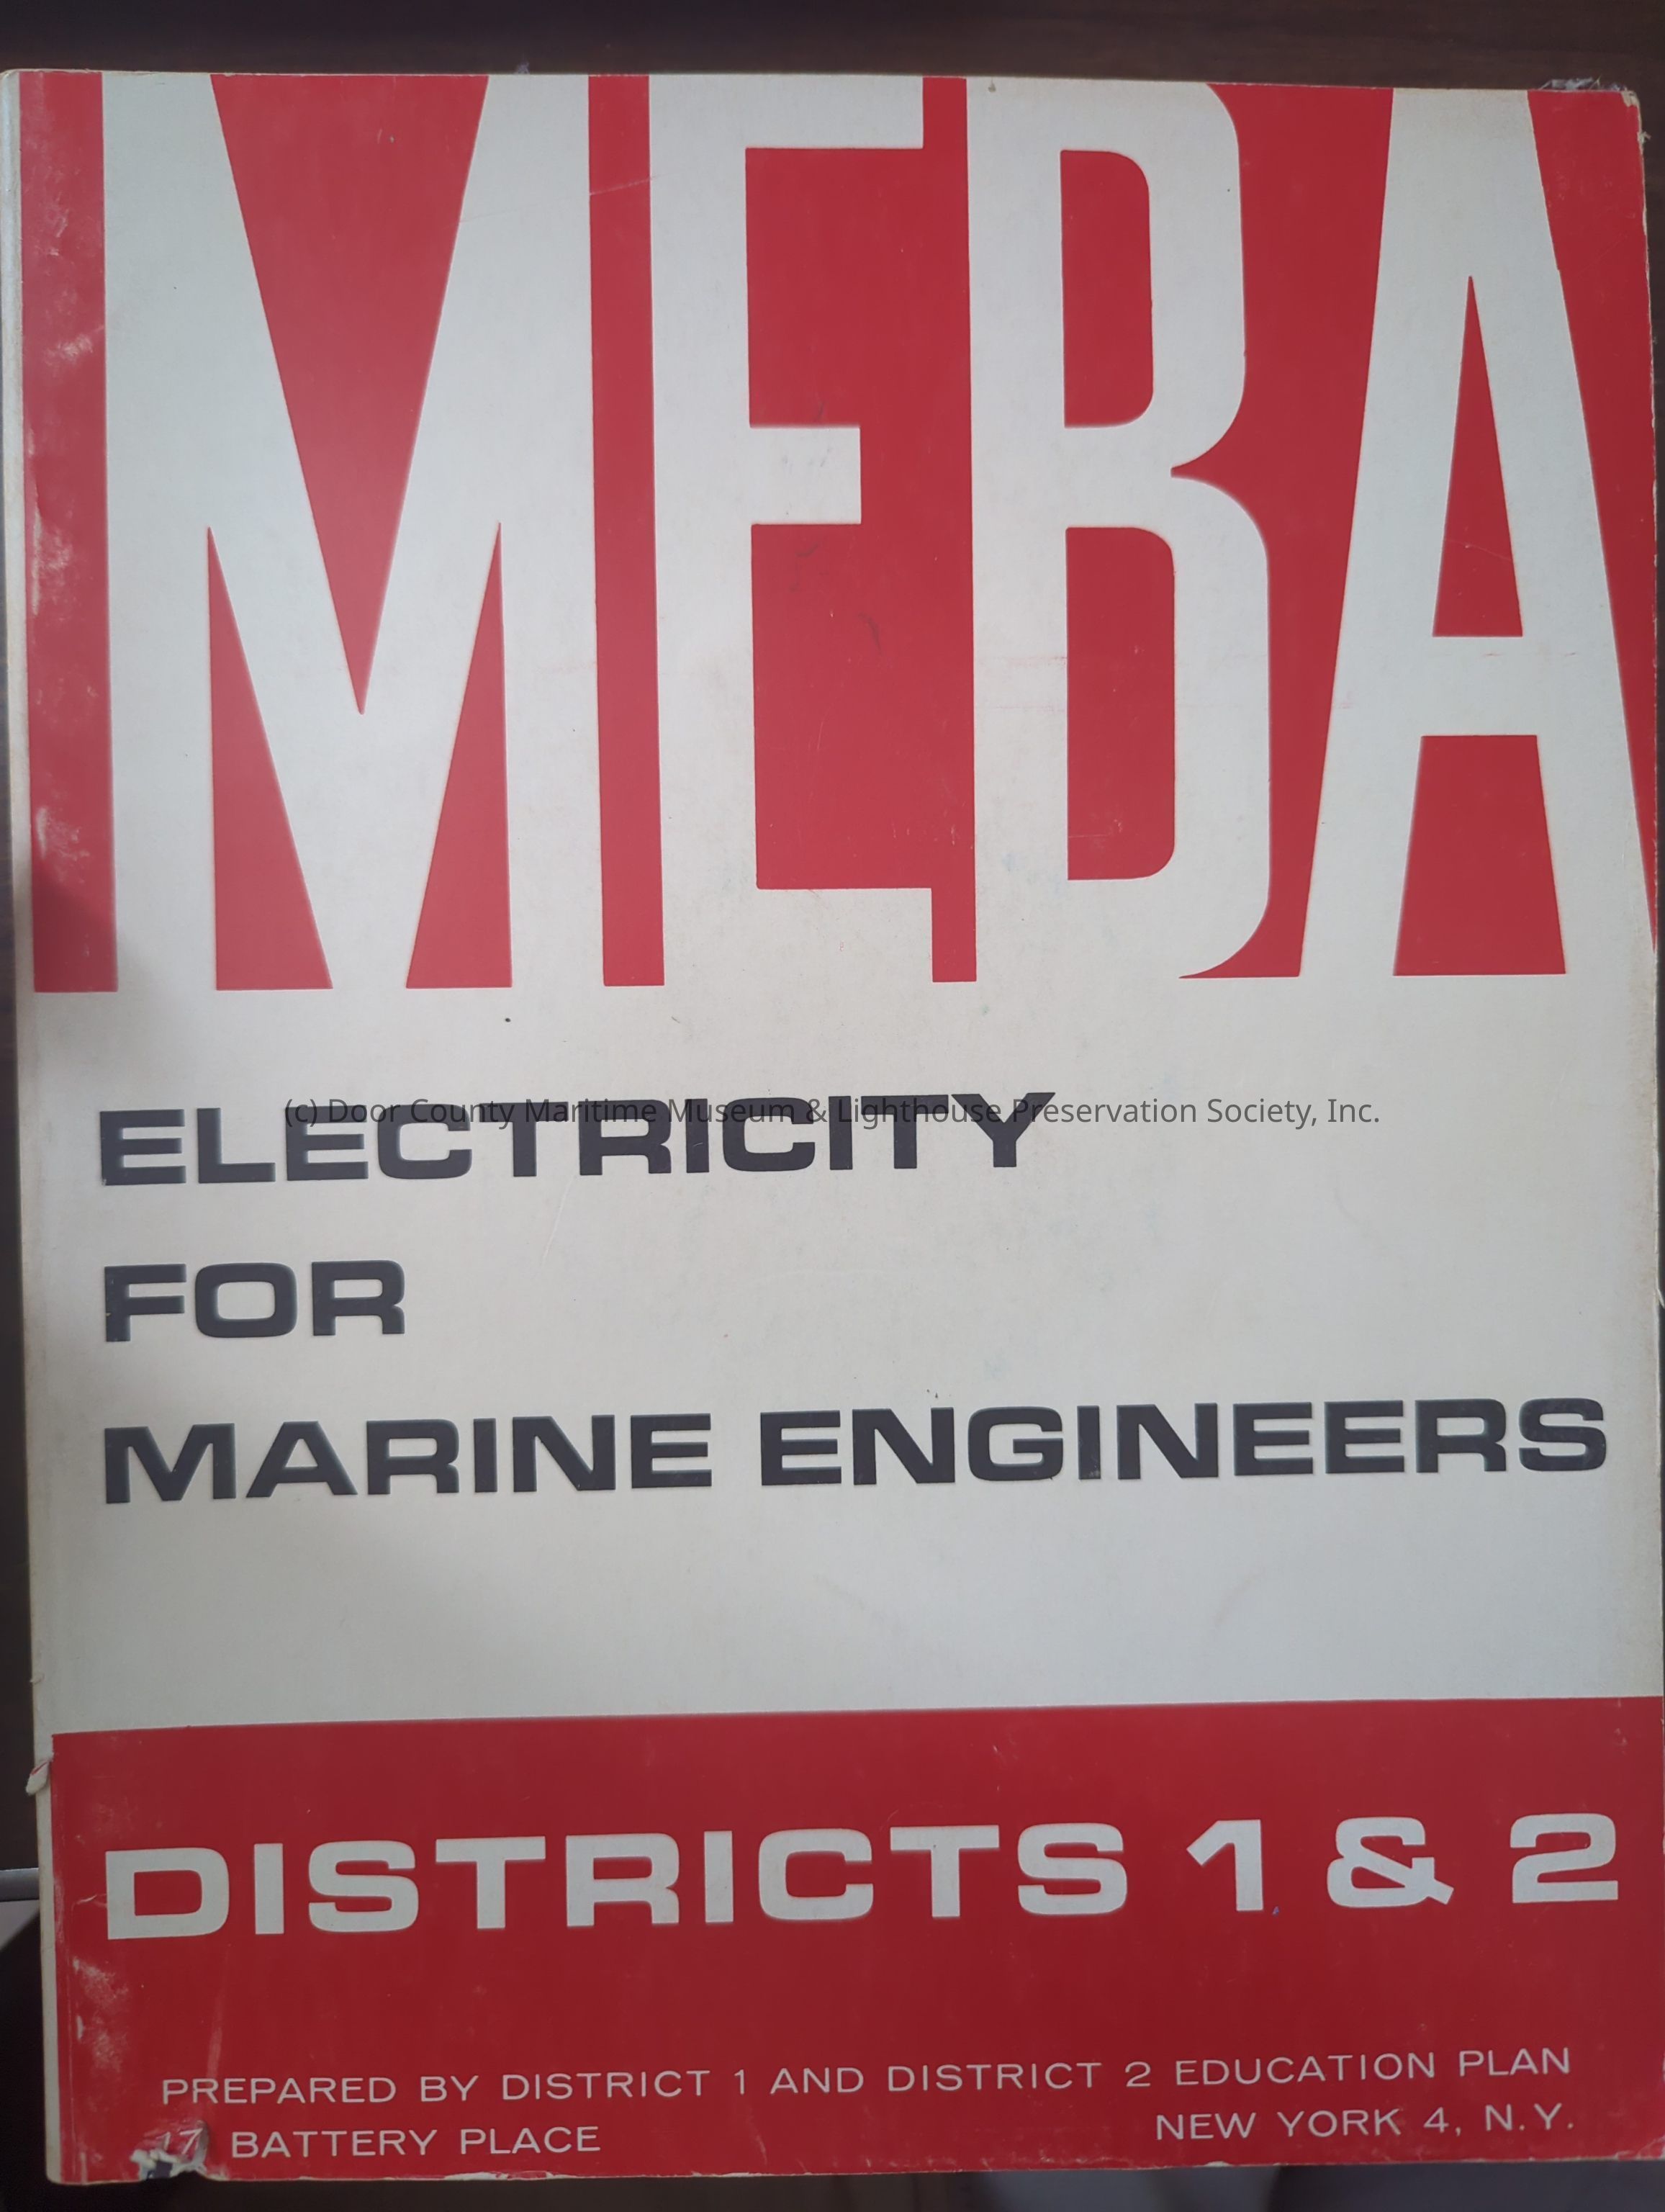 MEBA
(c) Door County Maritime Museum & Lighthouse Preservation Society, Inc.
ELECTRICITY
FOR
MARINE ENGINEERS
DISTRICTS 1 & 2
PREPARED BY DISTRICT 1 AND DISTRICT 2 EDUCATION PLAN
17 BATTERY PLACE NEW YORK 4, N.Y.